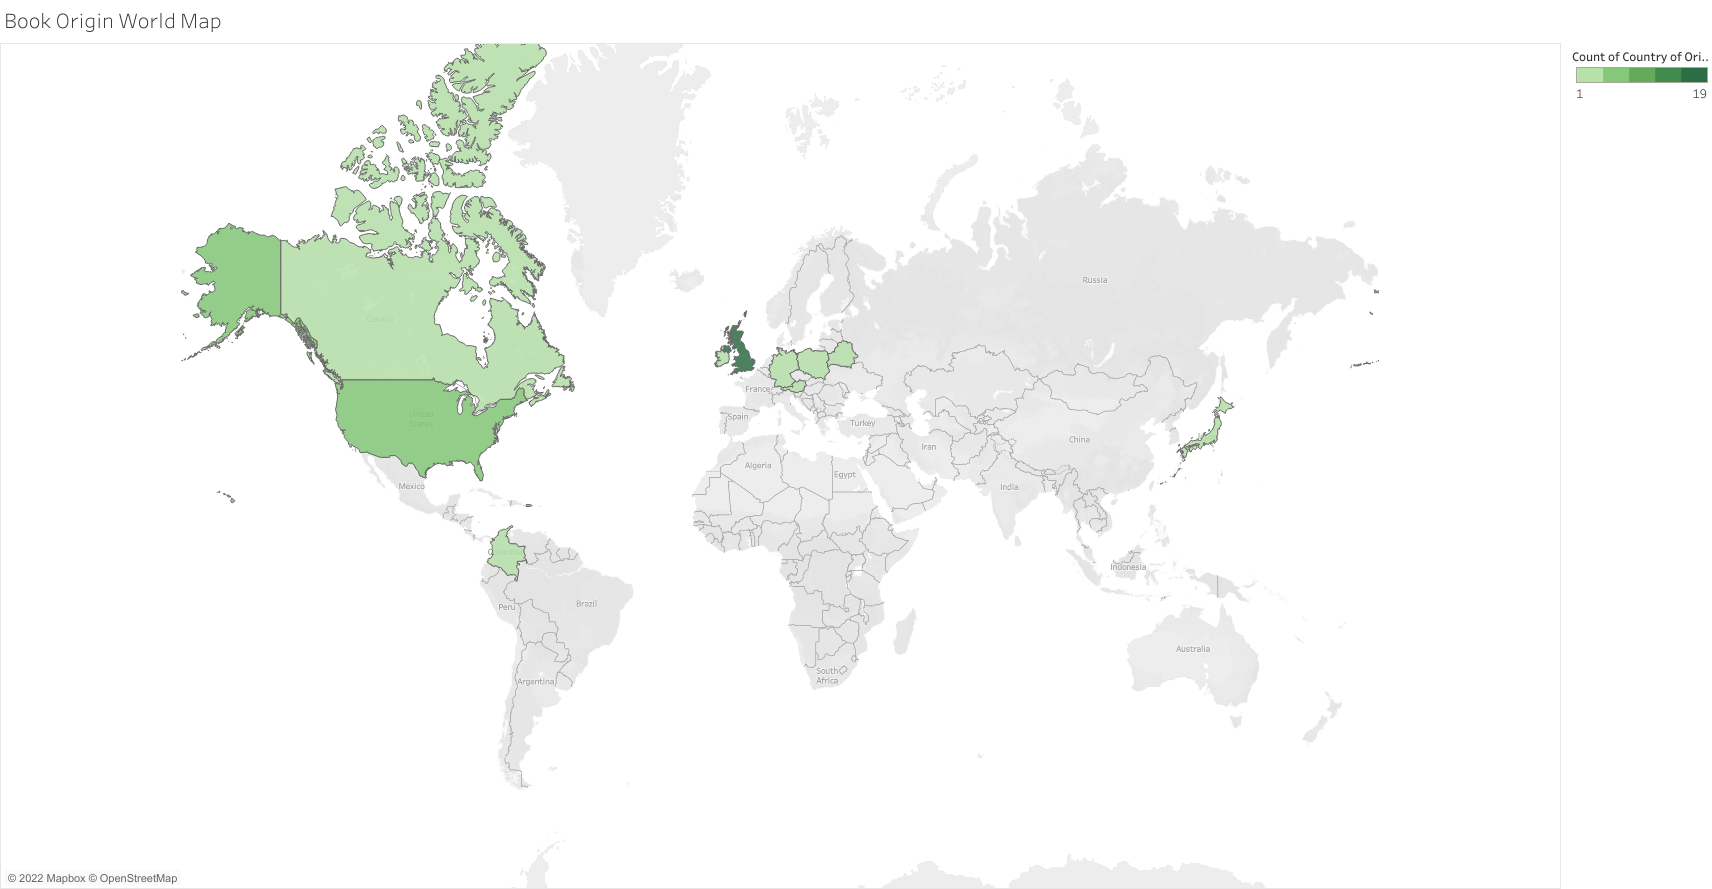 Book Origin World Map
Count of Country of Ori..
1
19
Russia
Canada
France
United
States
Spain
Turkey
China
Iran
Algeria
Egypt
Mexico
India
Colombia
Indonesia
Brazil
Peru
Australia
South
Africa
Argentina
© 2022 Mapbox © OpenStreetMap